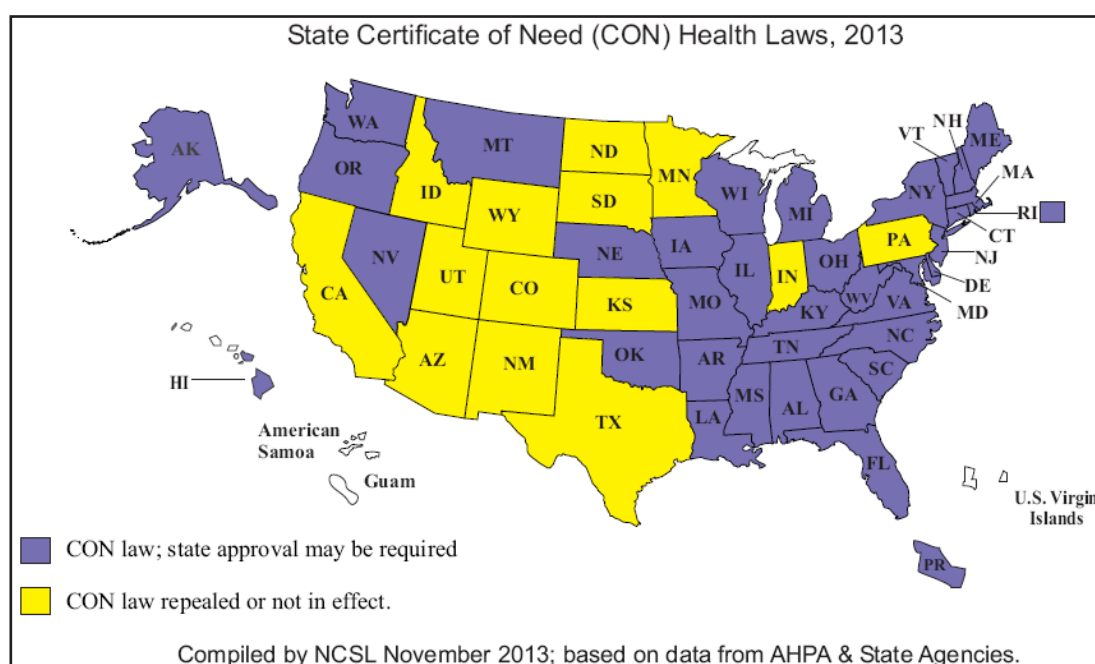 State Certificate of Need (CON) Health Laws, 2013
WA
MT
ND
MN
AK
OR
ID
WY
SD
WI
MI
VT
NH
ME
NY
MA
RI
CT
NJ
PA
DE
MD
NV
UT
CO
NE
IA
IL
IN
OH
CA
KS
MO
KY
WV
VA
AZ
NM
OK
AR
TN
NC
SC
HI
TX
LA
MS
AL
GA
FL
American
Samoa
Guam
U.S. Virgin
Islands
PR
CON law; state approval may be required
CON law repealed or not in effect.
Compiled by NCSL November 2013; based on data from AHPA & State Agencies.